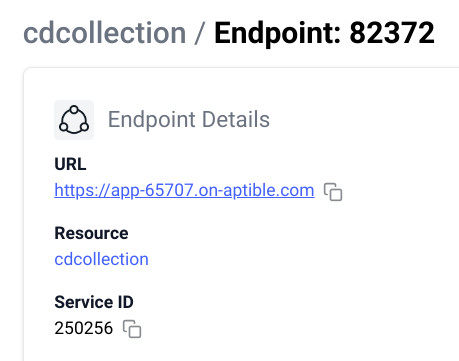 cdcollection / Endpoint: 82372
Endpoint Details
URL
https://app-65707.on-aptible.com
Resource
cdcollection
Service ID
250256